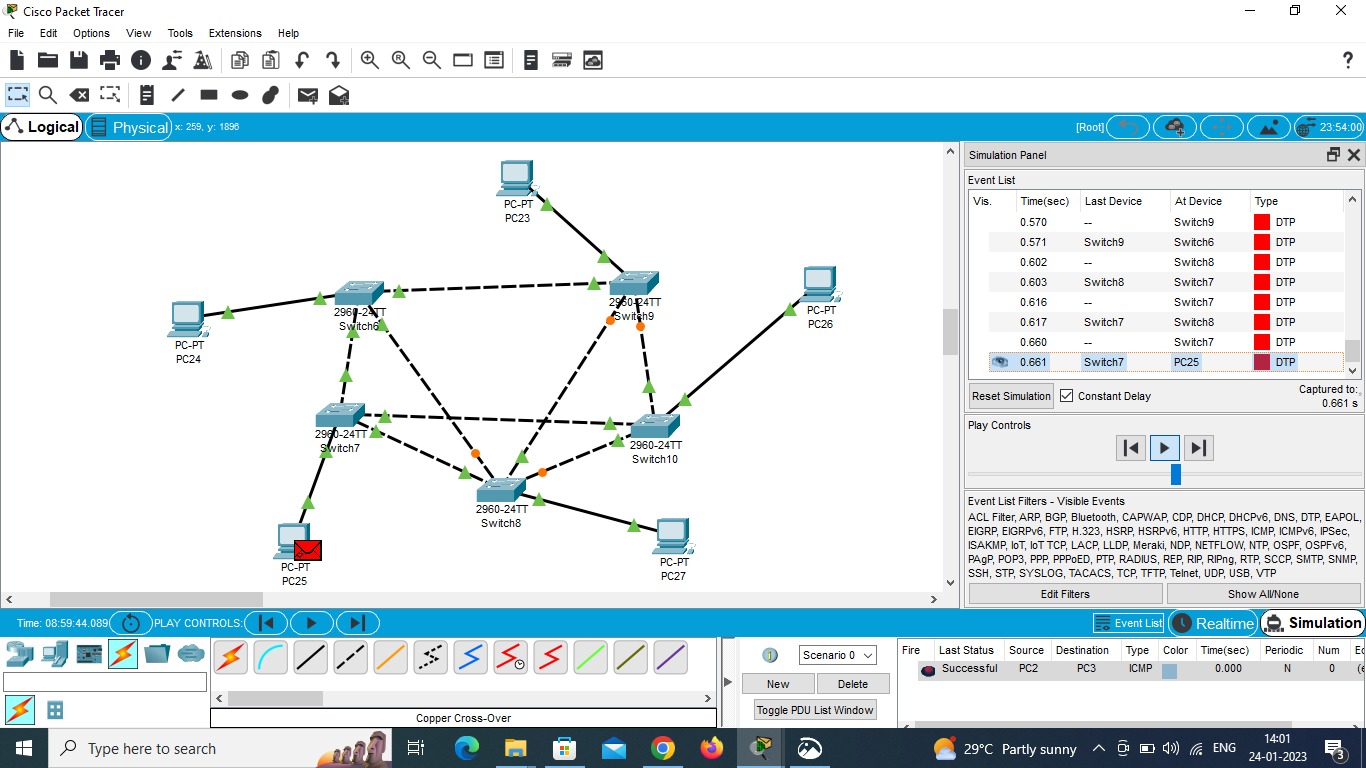 Cisco Packet Tracer
File Edit Options View Tools Extensions Help
Logical
Physical
x: 259, y: 1896
[Root]
23:54:00
PC-PT
PC23
PC-PT
PC24
2960-24TT
Switch6
2960-24TT
Switch9
PC-PT
PC26
2960-24TT
Switch7
2960-24TT
Switch10
2960-24TT
Switch8
PC-PT
PC25
PC-PT
PC27
Simulation Panel
Event List
Vis. Time(sec) Last Device At Device Type
0.570 -- Switch9 DTP
0.571 Switch9 Switch6 DTP
0.602 -- Switch8 DTP
0.603 Switch8 Switch7 DTP
0.616 -- Switch7 DTP
0.617 Switch7 Switch8 DTP
0.660 -- Switch7 DTP
0.661 Switch7 PC25 DTP
Reset Simulation Constant Delay
Captured to:
0.661 s
Play Controls
Event List Filters - Visible Events
ACL Filter, ARP, BGP, Bluetooth, CAPWAP, CDP, DHCP, DHCPv6, DNS, DTP, EAPOL,
EIGRP, EIGRPv6, FTP, H.323, HSRP, HSRPv6, HTTP, HTTPS, ICMP, ICMPv6, IPSec,
ISAKMP, IoT, IoT TCP, LACP, LLDP, Meraki, NDP, NETFLOW, NTP, OSPF, OSPFv6,
PAgP, POP3, PPP, PPPoED, PTP, RADIUS, REP, RIP, RIPng, RTP, SCCP, SMTP, SNMP,
SSH, STP, SYSLOG, TACACS, TCP, TFTP, Telnet, UDP, USB, VTP
Edit Filters Show All/None
Time: 08:59:44.089 PLAY CONTROLS:
Event List Realtime Simulation
Copper Cross-Over
Scenario 0
New Delete
Toggle PDU List Window
Fire Last Status Source Destination Type Color Time(sec) Periodic Num Ec
Successful PC2 PC3 ICMP 0.000 N 0 (e
Type here to search
29°C Partly sunny
ENG
14:01
24-01-2023
3